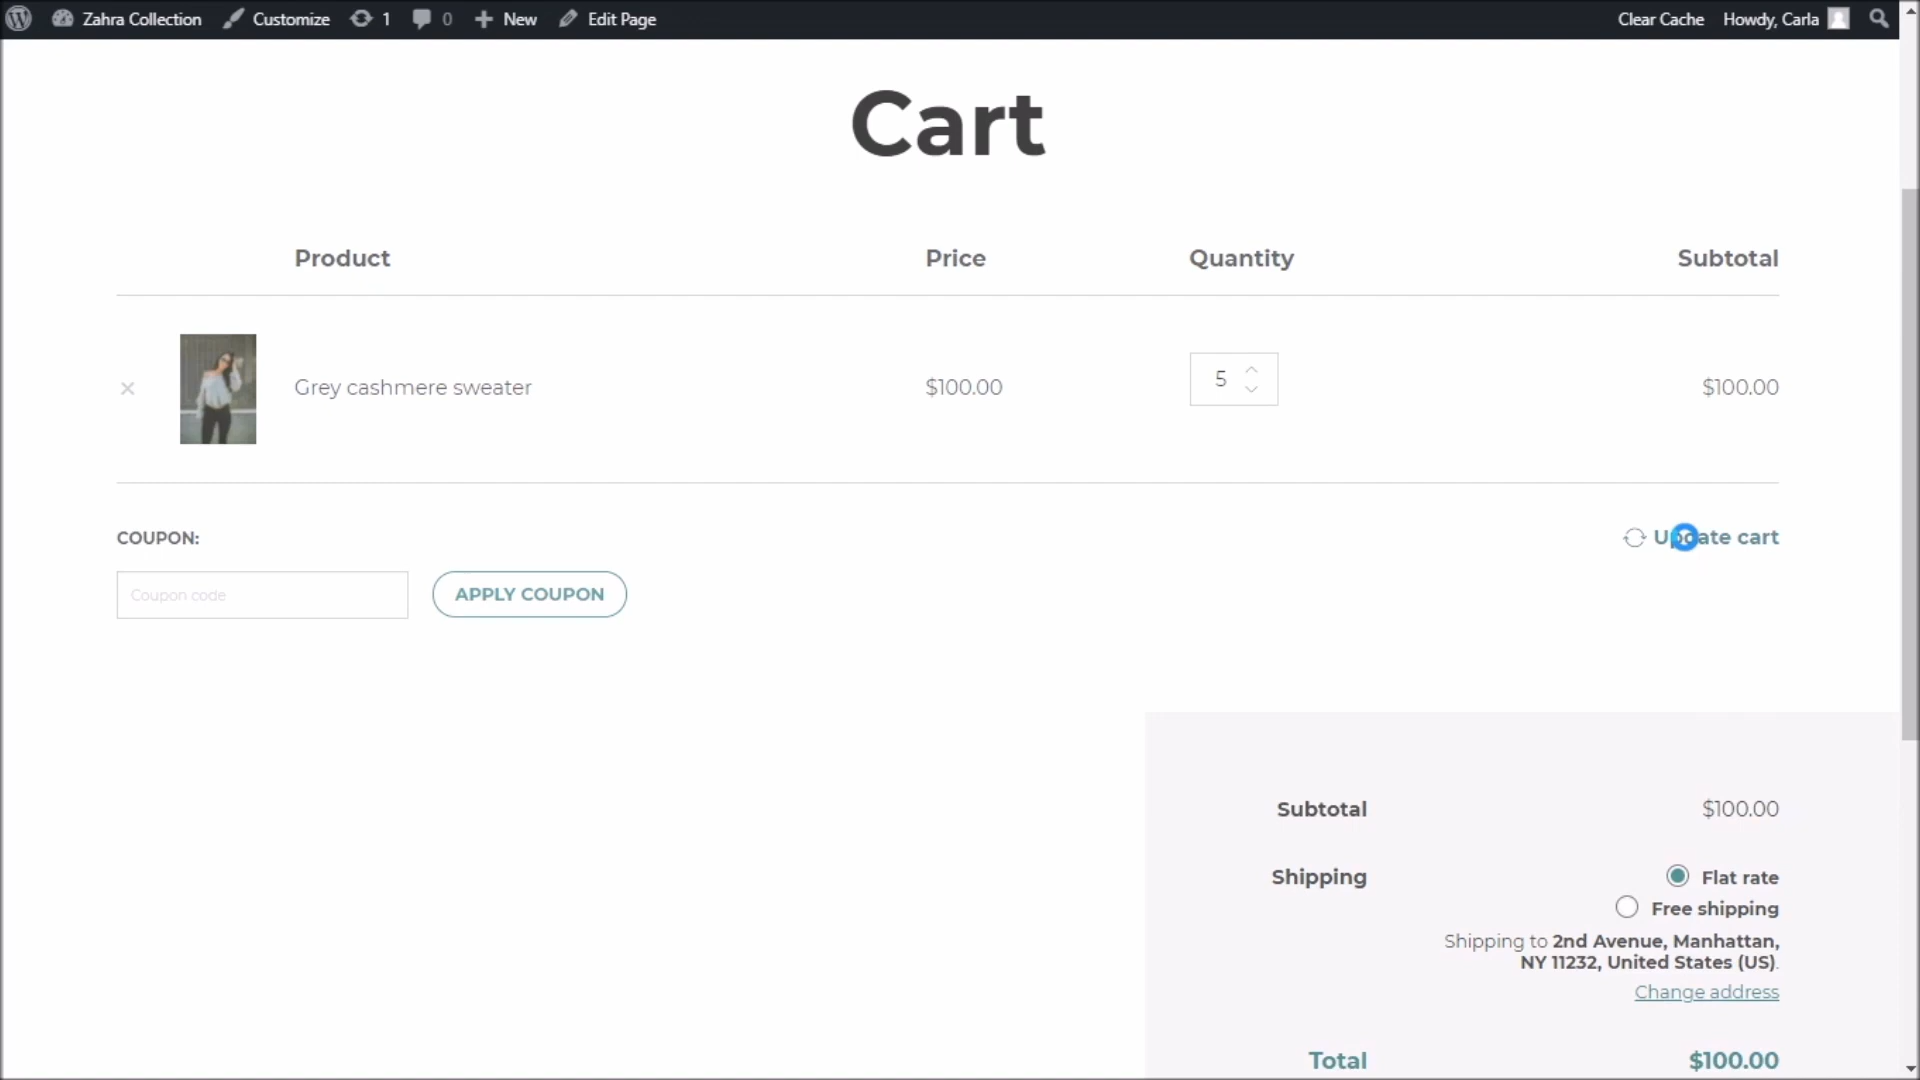 Zahra Collection Customize 1 0 New Edit Page Clear Cache Howdy, Carla
Cart
Product Price Quantity Subtotal
Grey cashmere sweater $100.00 5 $100.00
COUPON: Update cart
Coupon code APPLY COUPON
Subtotal $100.00
Shipping Flat rate
Free shipping
Shipping to 2nd Avenue, Manhattan,
NY 11232, United States (US).
Change address
Total $100.00